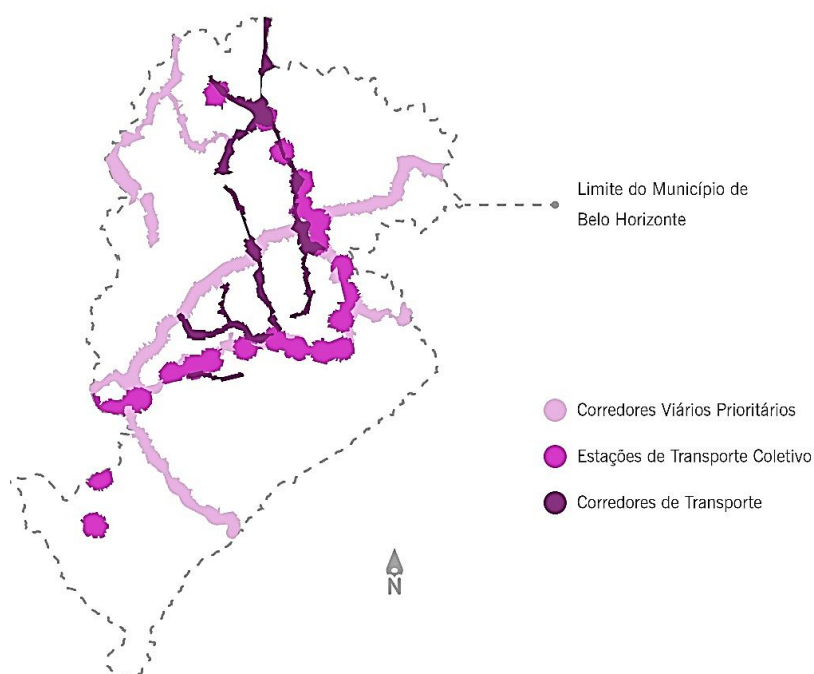 Limite do Município de
Belo Horizonte
Corredores Viários Prioritários
Estações de Transporte Coletivo
Corredores de Transporte
N